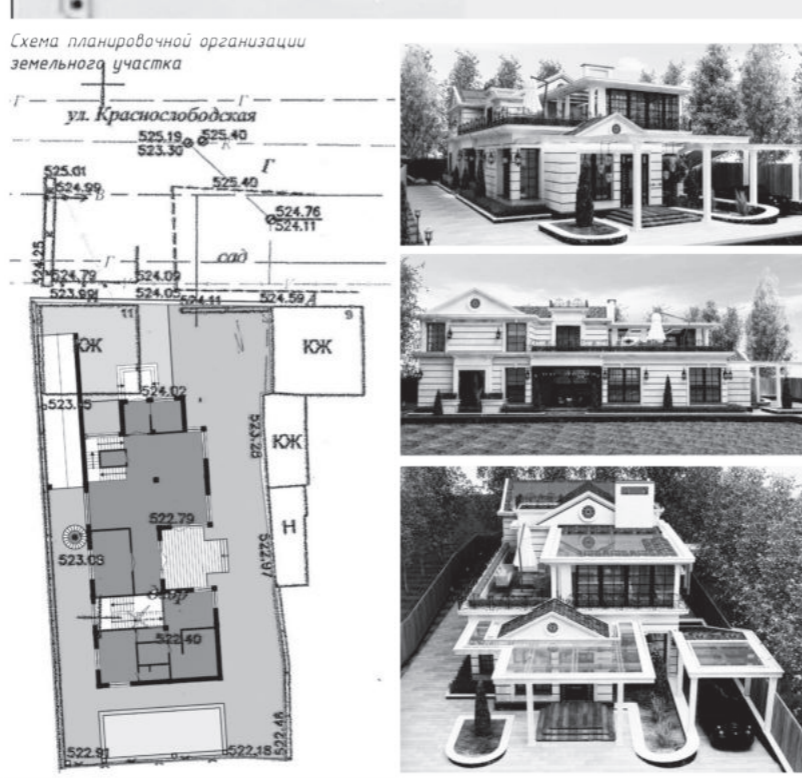 Схема планировочной организации
земельного участка
Г Г
ул. Краснослободская
525.19 525.40
523.30 К
Г
525.01 525.40
524.99 В
524.76
524.11
К
524.25 сад
Г
524.79 524.09
523.99 524.05 524.11 524.59 А
11 9
КЖ КЖ
524.02
523.28
КЖ
522.79 Н
523.03 522.97
двор
522.40
522.46
522.91 522.18